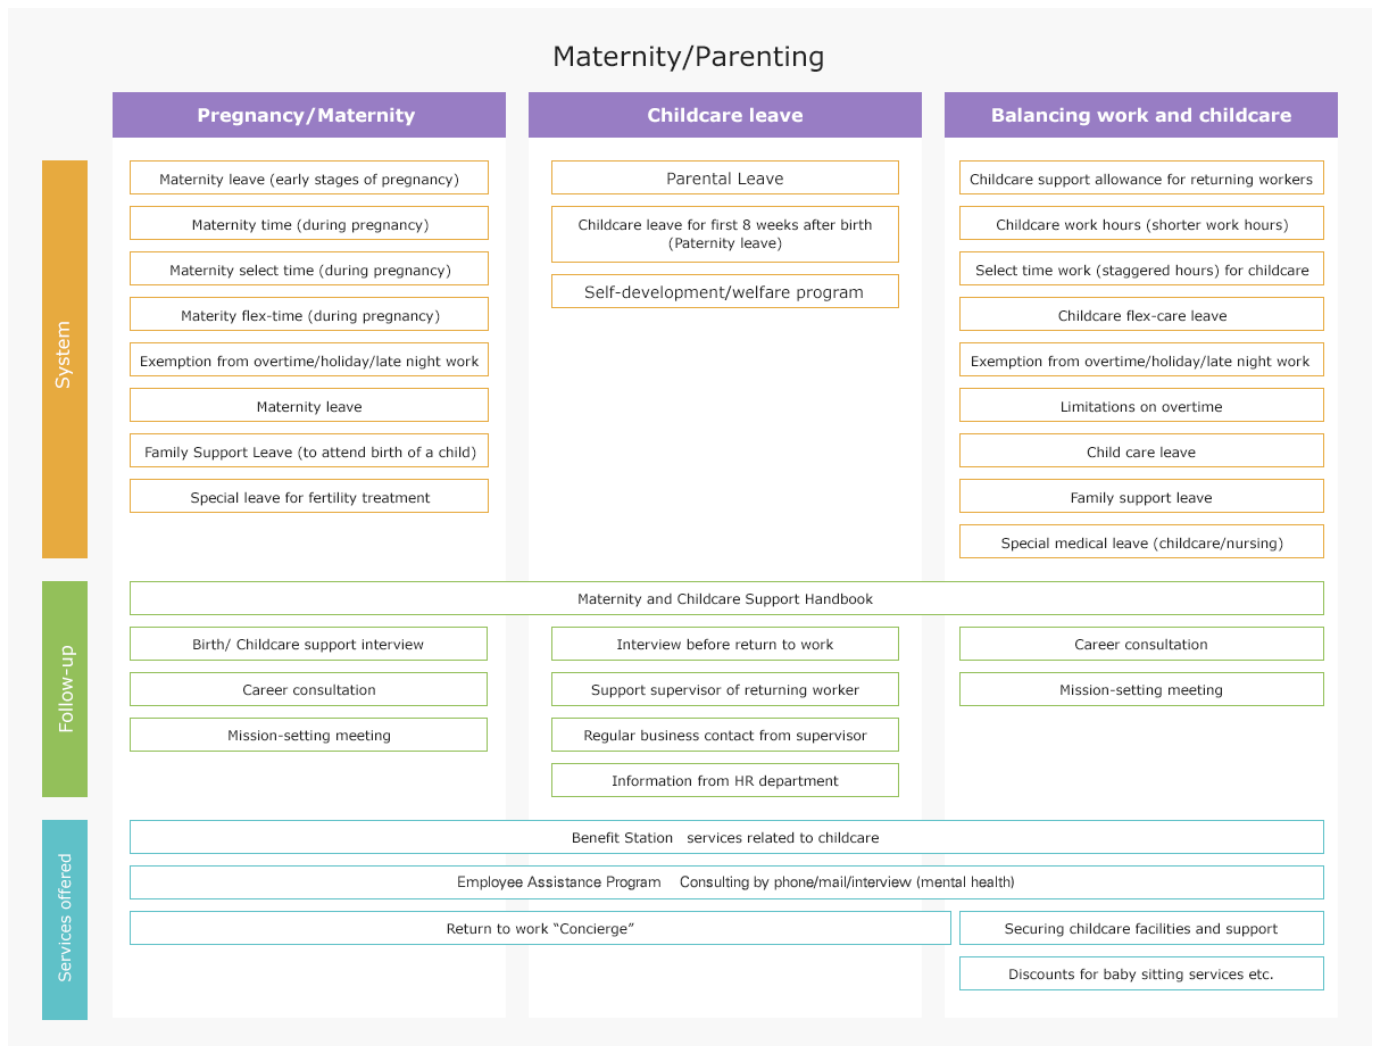 Maternity/Parenting
Pregnancy/Maternity
Childcare leave
Balancing work and childcare
System
Maternity leave (early stages of pregnancy)
Maternity time (during pregnancy)
Maternity select time (during pregnancy)
Materity flex-time (during pregnancy)
Exemption from overtime/holiday/late night work
Maternity leave
Family Support Leave (to attend birth of a child)
Special leave for fertility treatment
Parental Leave
Childcare leave for first 8 weeks after birth
(Paternity leave)
Self-development/welfare program
Childcare support allowance for returning workers
Childcare work hours (shorter work hours)
Select time work (staggered hours) for childcare
Childcare flex-care leave
Exemption from overtime/holiday/late night work
Limitations on overtime
Child care leave
Family support leave
Special medical leave (childcare/nursing)
Follow-up
Maternity and Childcare Support Handbook
Birth/ Childcare support interview
Career consultation
Mission-setting meeting
Interview before return to work
Support supervisor of returning worker
Regular business contact from supervisor
Information from HR department
Career consultation
Mission-setting meeting
Services offered
Benefit Station services related to childcare
Employee Assistance Program Consulting by phone/mail/interview (mental health)
Return to work “Concierge”
Securing childcare facilities and support
Discounts for baby sitting services etc.